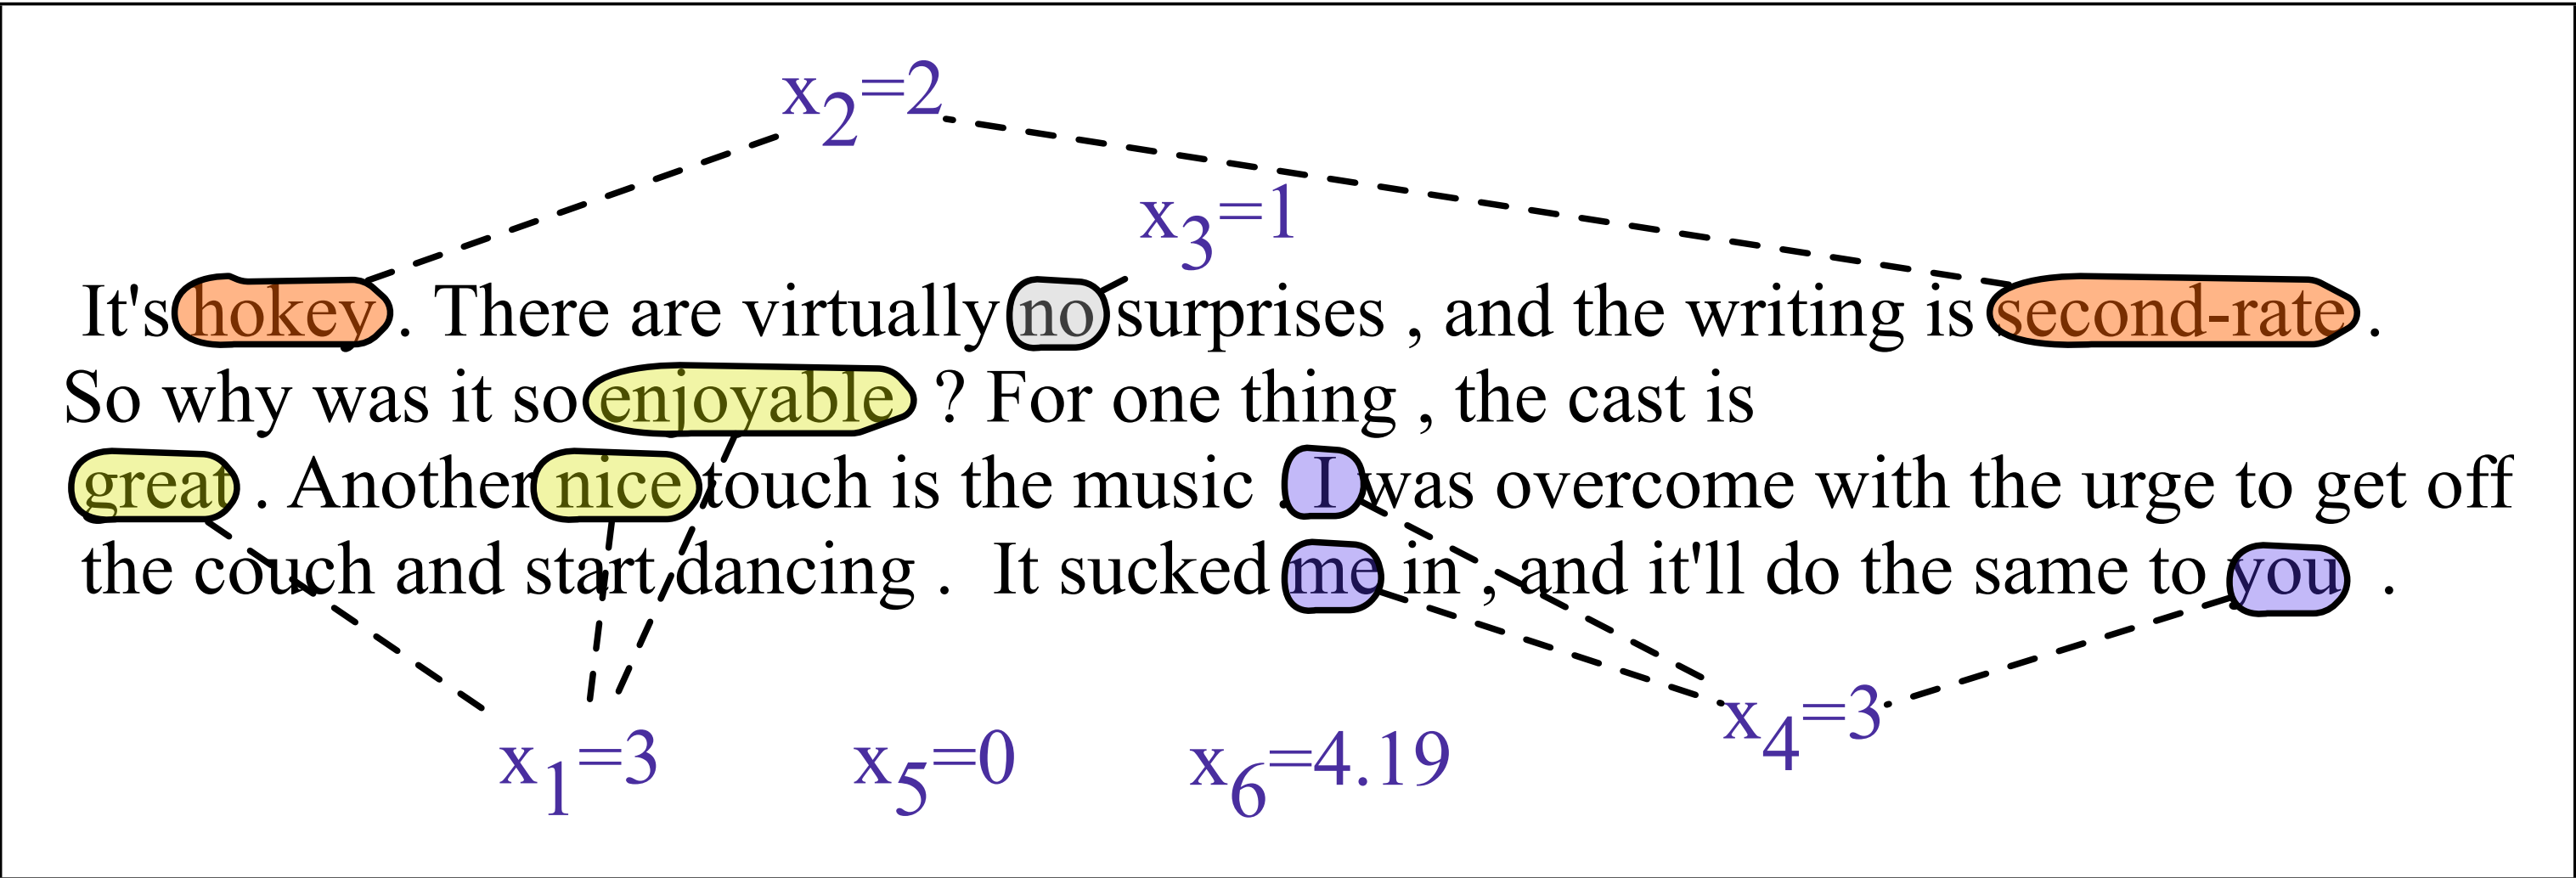 x2=2
x3=1
It's hokey . There are virtually no surprises , and the writing is second-rate .
So why was it so enjoyable ? For one thing , the cast is
great . Another nice touch is the music . I was overcome with the urge to get off
the couch and start dancing . It sucked me in , and it'll do the same to you .
x1=3 x5=0 x6=4.19 x4=3